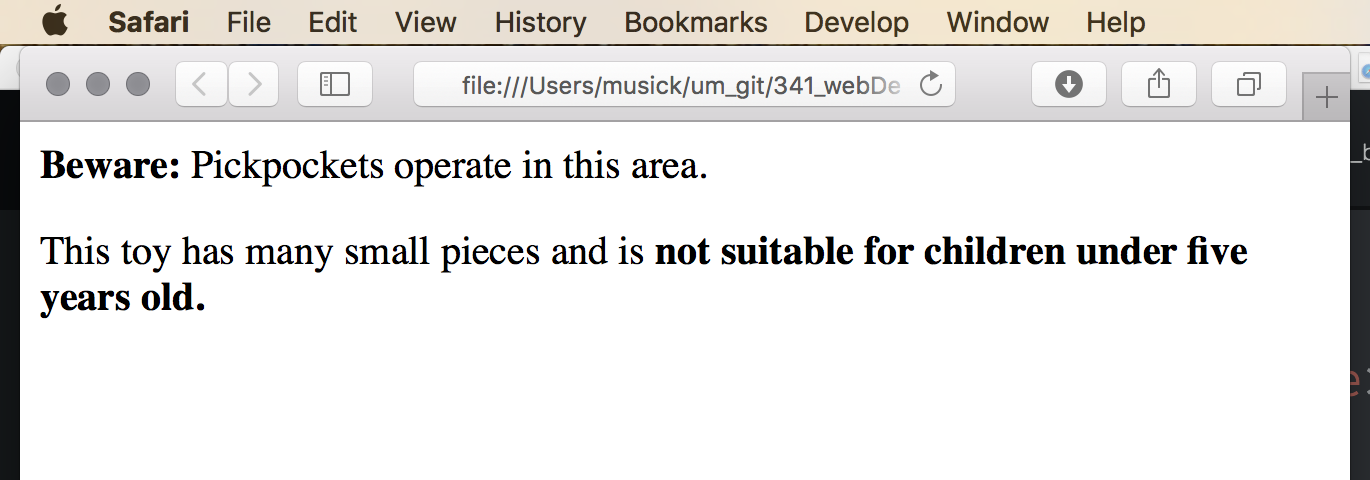 Safari File Edit View History Bookmarks Develop Window Help
file:///Users/musick/um_git/341_webDe
Beware: Pickpockets operate in this area.
This toy has many small pieces and is not suitable for children under five
years old.